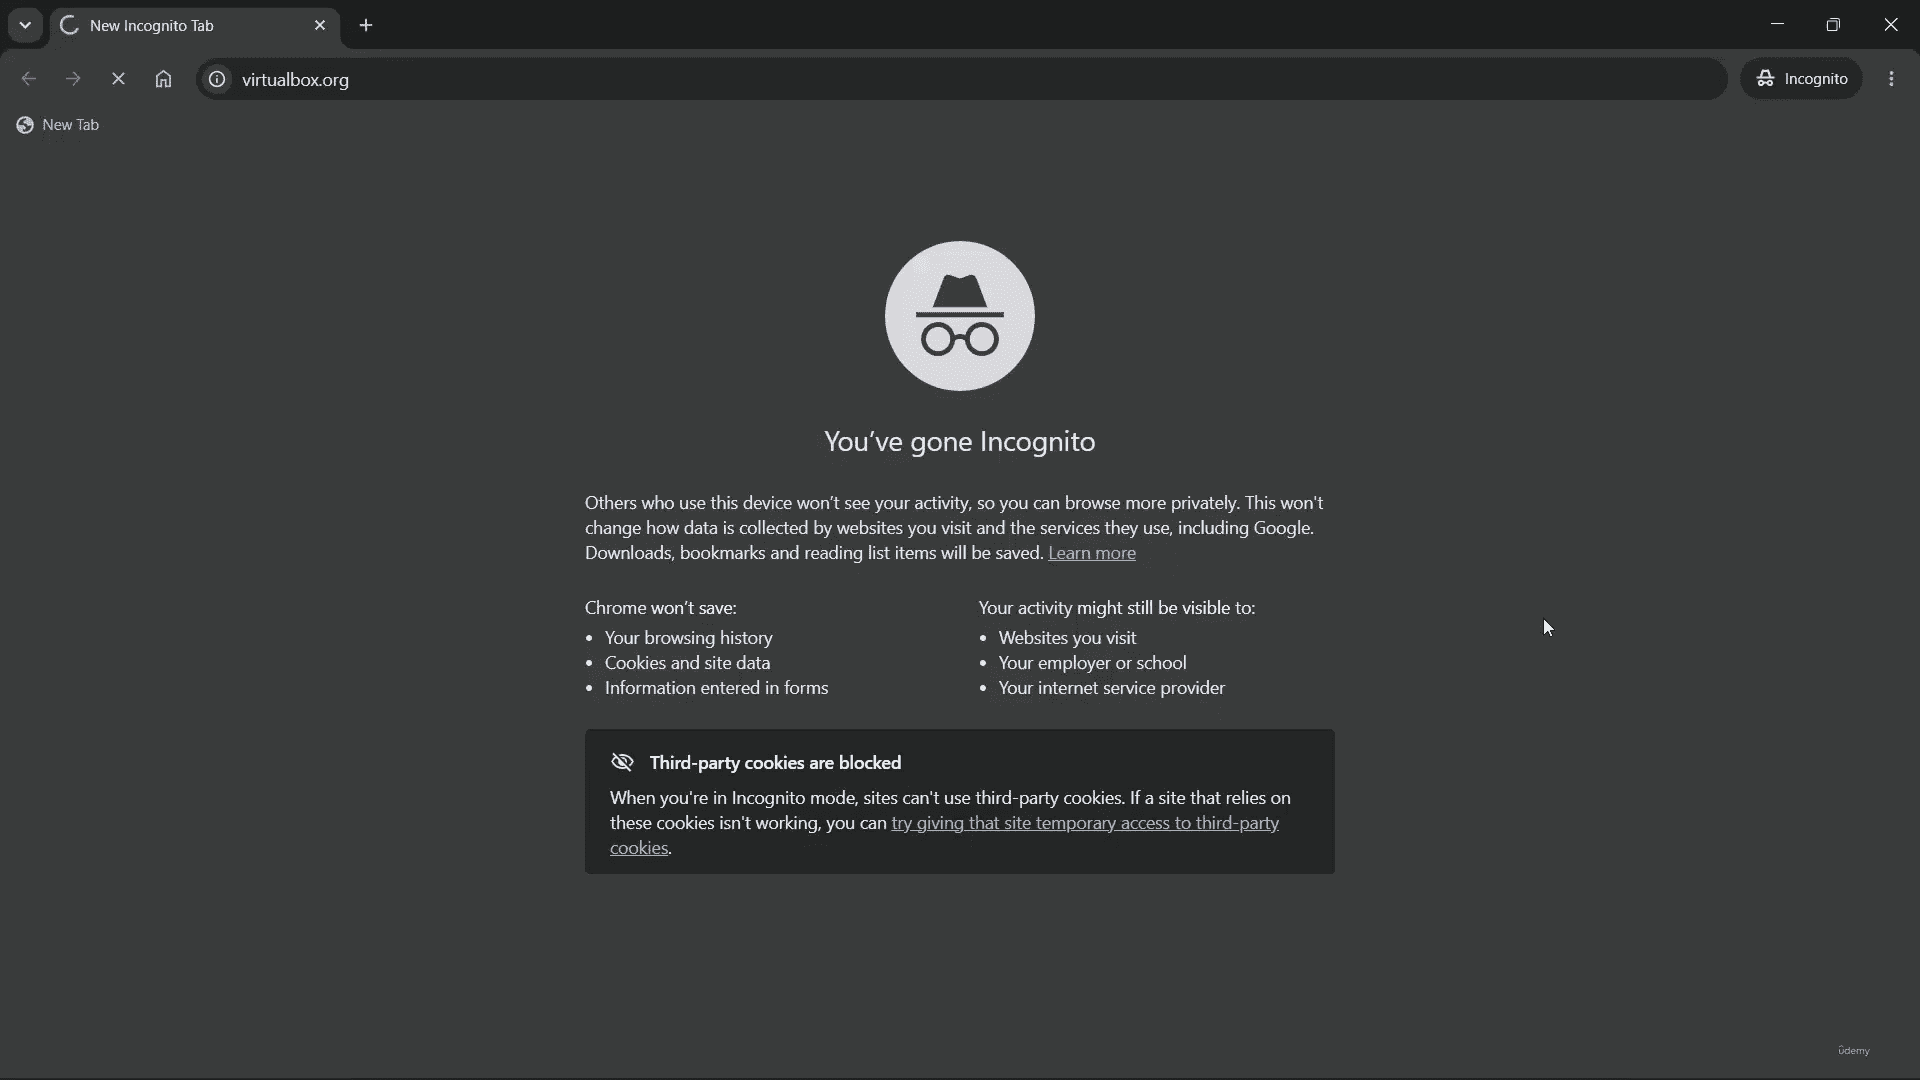 New Incognito Tab
virtualbox.org
Incognito
New Tab
You've gone Incognito
Others who use this device won't see your activity, so you can browse more privately. This won't
change how data is collected by websites you visit and the services they use, including Google.
Downloads, bookmarks and reading list items will be saved. Learn more
Chrome won't save:
• Your browsing history
• Cookies and site data
• Information entered in forms
Your activity might still be visible to:
• Websites you visit
• Your employer or school
• Your internet service provider
Third-party cookies are blocked
When you're in Incognito mode, sites can't use third-party cookies. If a site that relies on
these cookies isn't working, you can try giving that site temporary access to third-party
cookies.
ûdemy